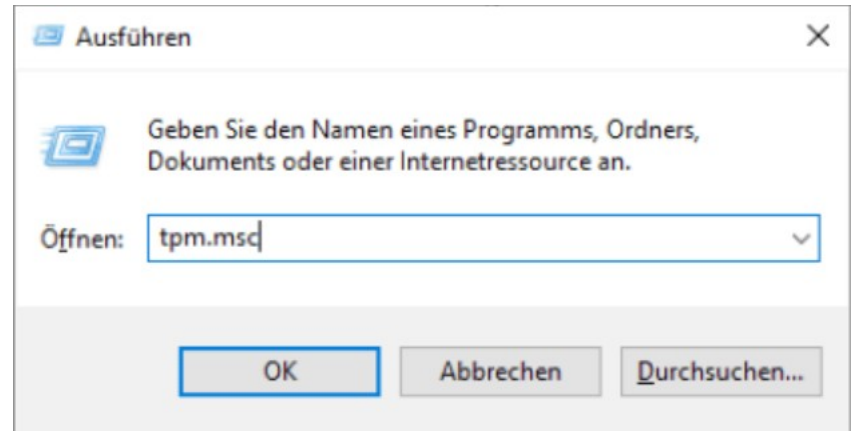 Ausführen
Geben Sie den Namen eines Programms, Ordners,
Dokuments oder einer Internetressource an.
Öffnen: tpm.msc
OK Abbrechen Durchsuchen...